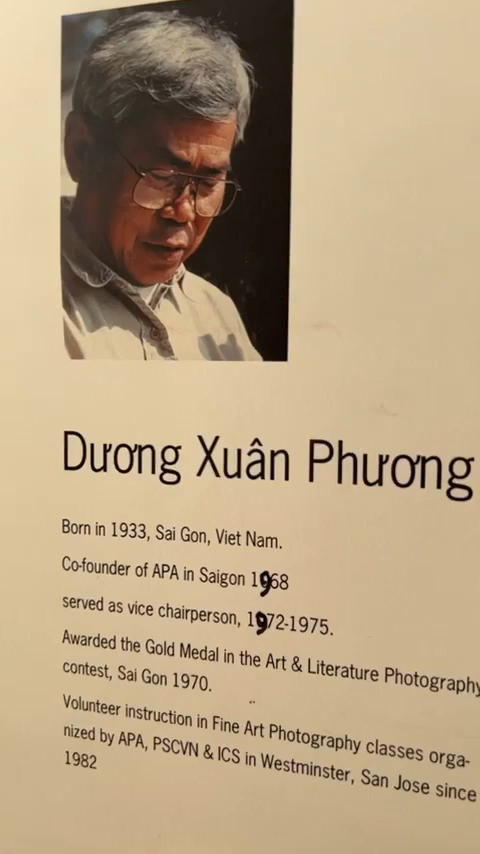 Dương Xuân Phương
Born in 1933, Sai Gon, Viet Nam.
Co-founder of APA in Saigon 1968
served as vice chairperson, 1972-1975.
Awarded the Gold Medal in the Art & Literature Photography
contest, Sai Gon 1970.
Volunteer instruction in Fine Art Photography classes orga-
nized by APA, PSCVN & ICS in Westminster, San Jose since
1982